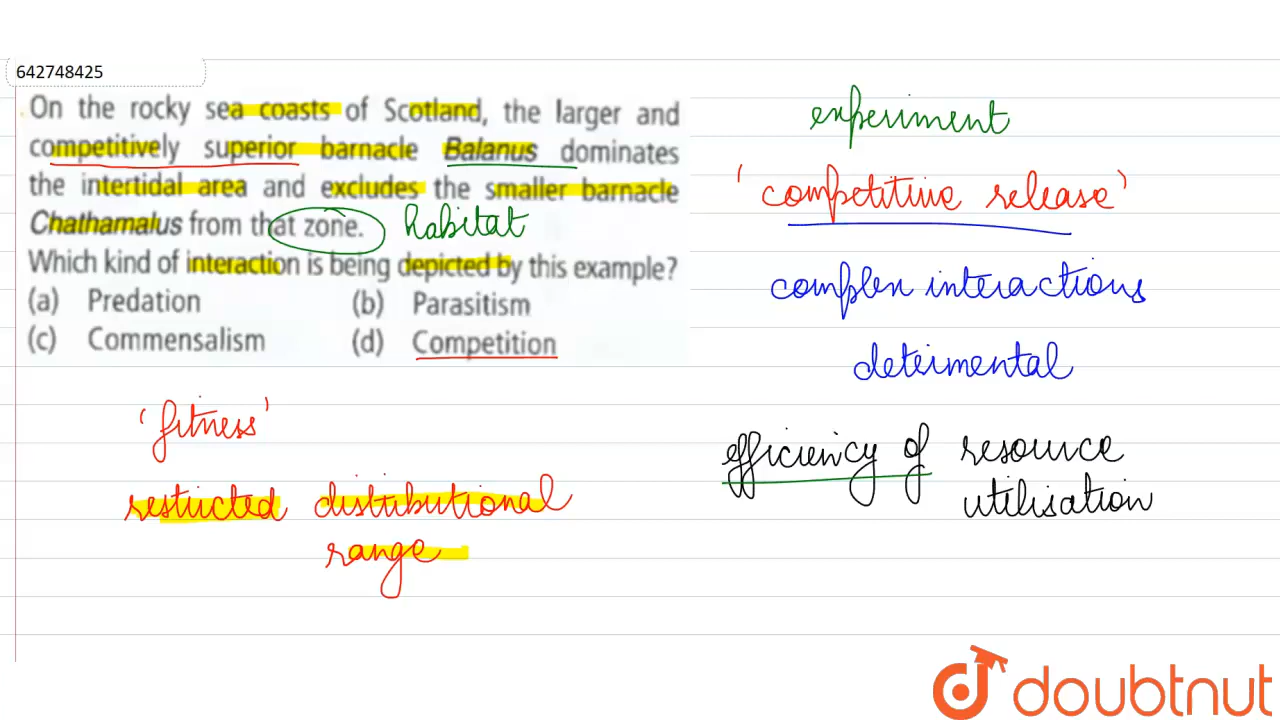 642748425
On the rocky sea coasts of Scotland, the larger and
competitively superior barnacle Balanus dominates
the intertidal area and excludes the smaller barnacle
Chathamalus from that zone. habitat
Which kind of interaction is being depicted by this example?
(a) Predation (b) Parasitism
(c) Commensalism (d) Competition
'fitness'
restricted distributional
range
experiment
'competitive release'
complex interactions
deterimental
efficiency of resource
utilisation
doubtnut